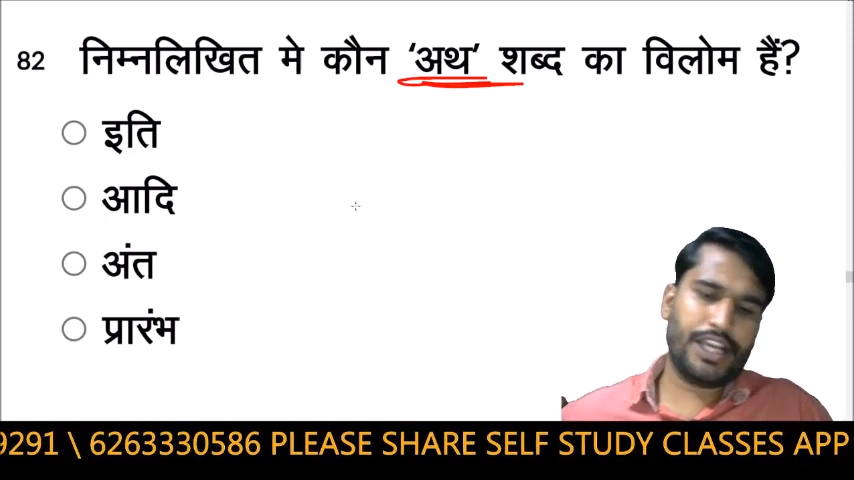 82 निम्नलिखित मे कौन 'अथ' शब्द का विलोम हैं?
इति
आदि
अंत
प्रारंभ
9291 \ 6263330586 PLEASE SHARE SELF STUDY CLASSES APP